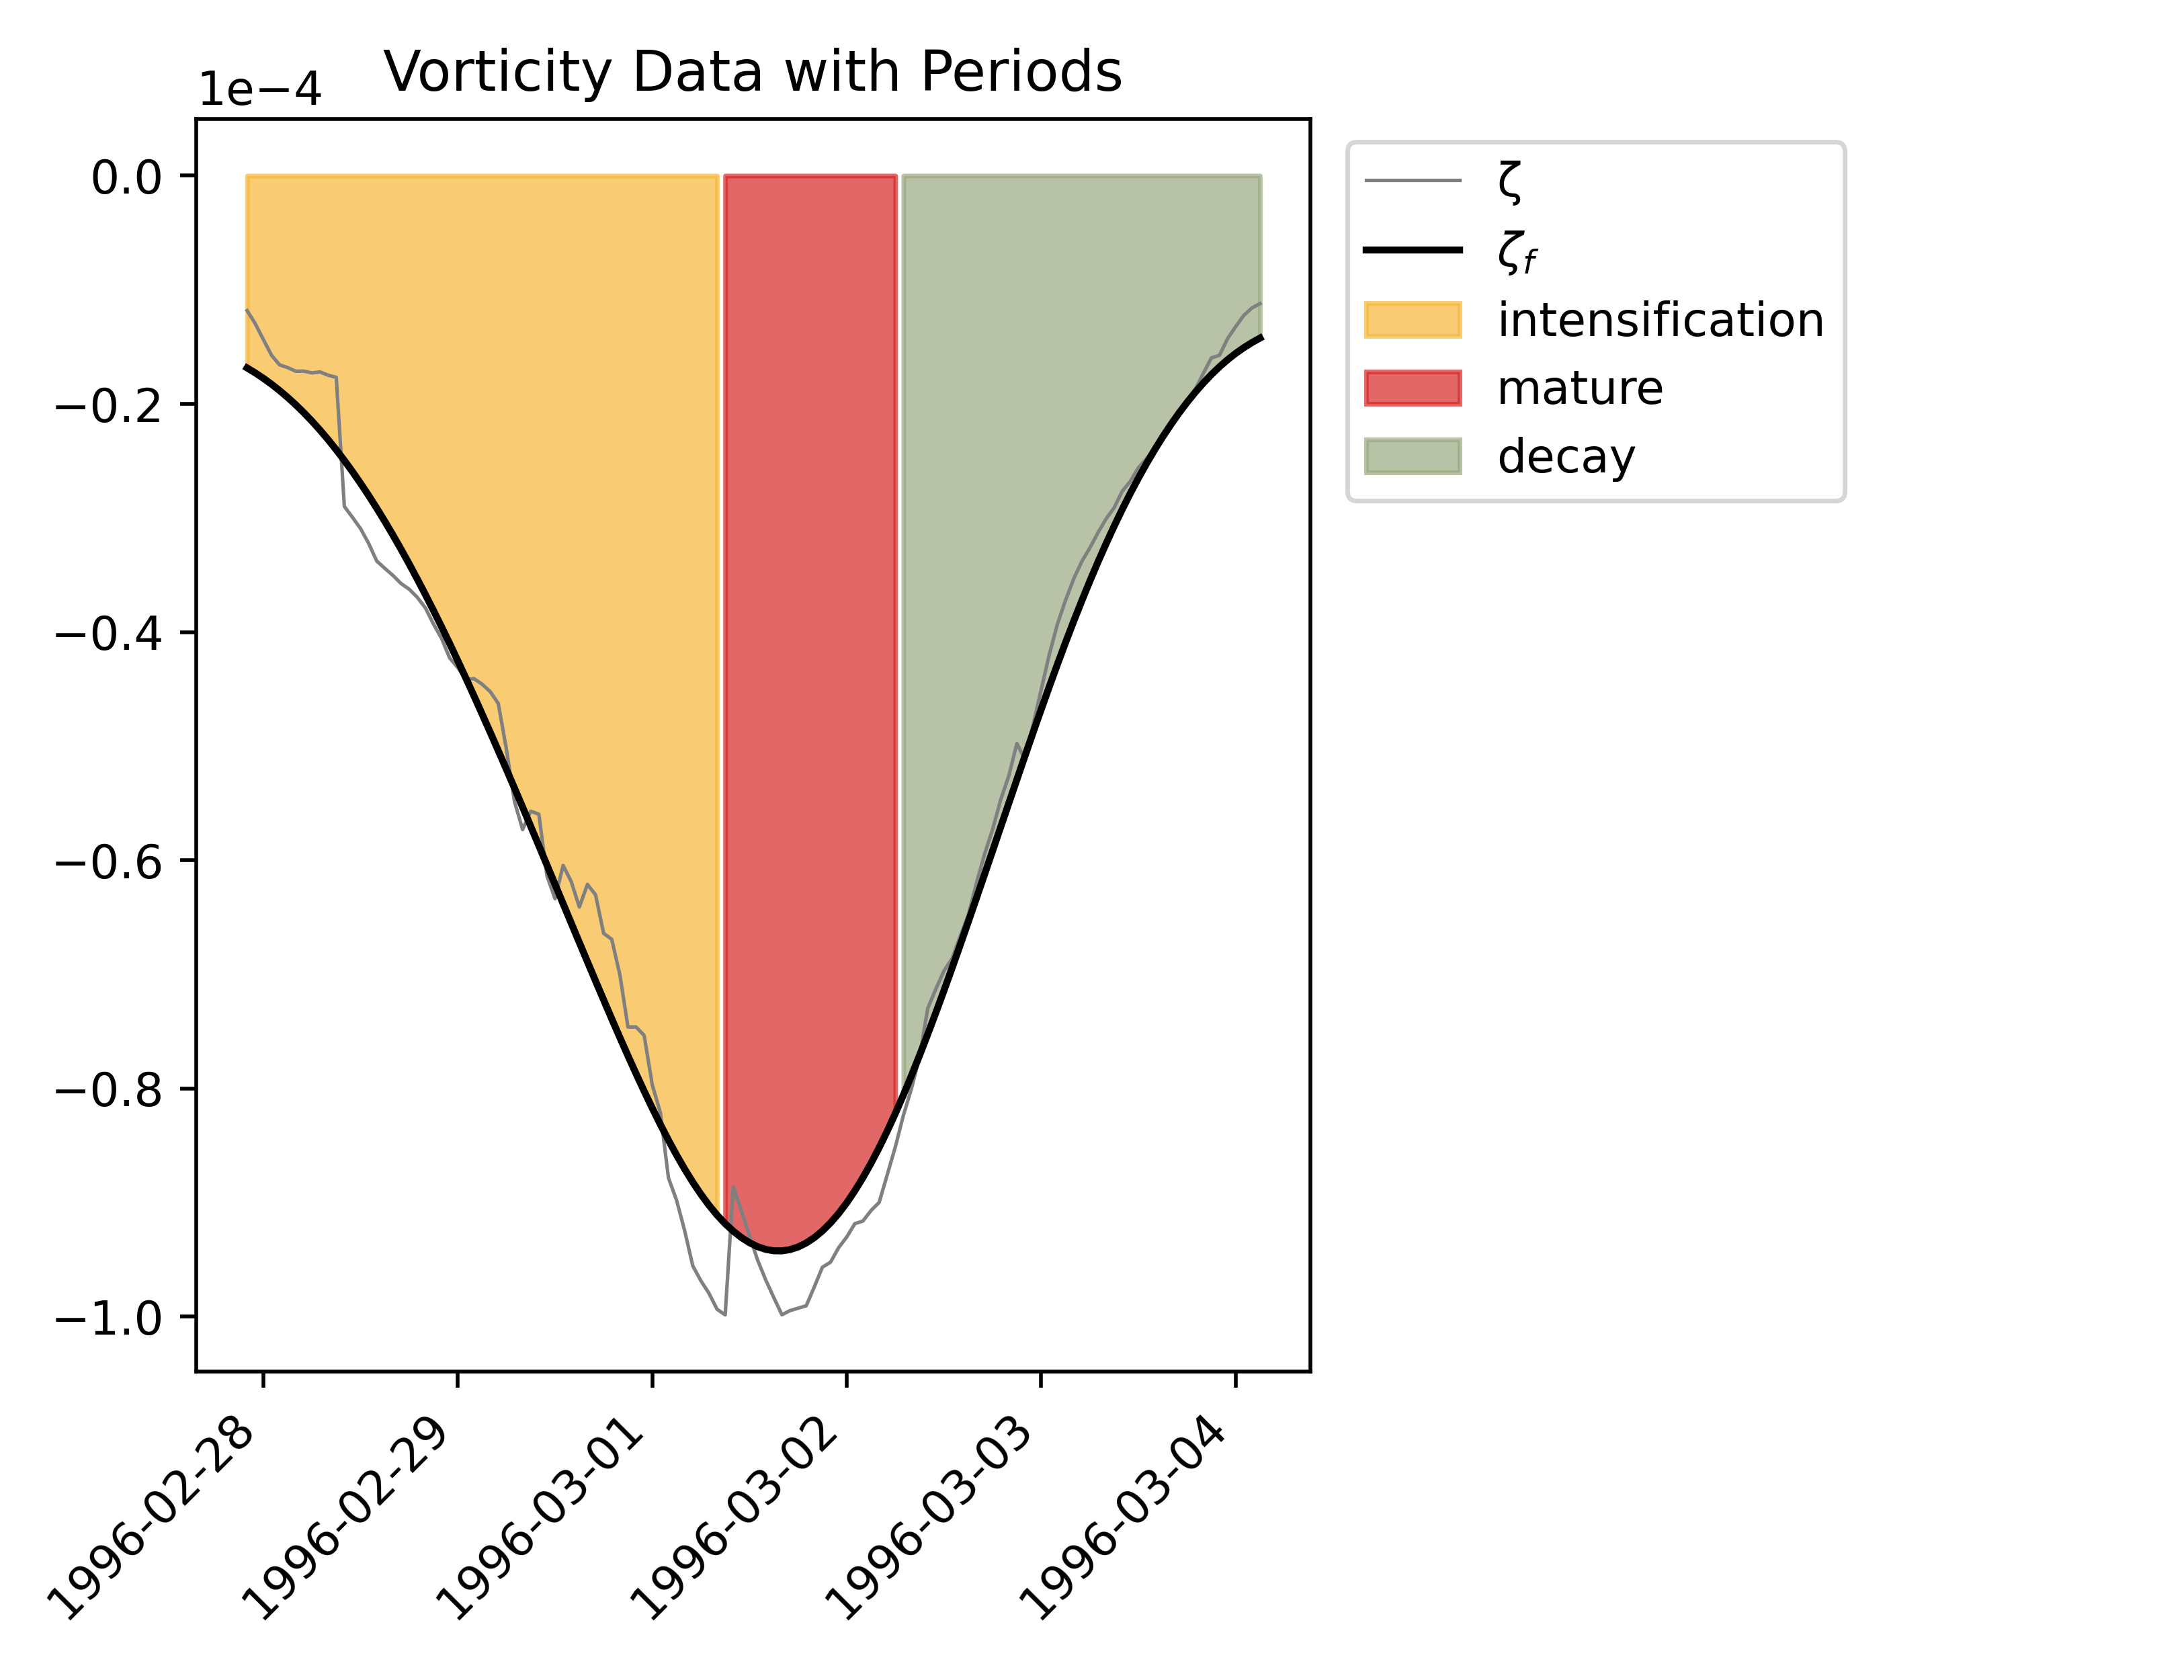 Vorticity Data with Periods
1e−4
0.0
−0.2
−0.4
−0.6
−0.8
−1.0
1996-02-28
1996-02-29
1996-03-01
1996-03-02
1996-03-03
1996-03-04
ζ
ζf
intensification
mature
decay